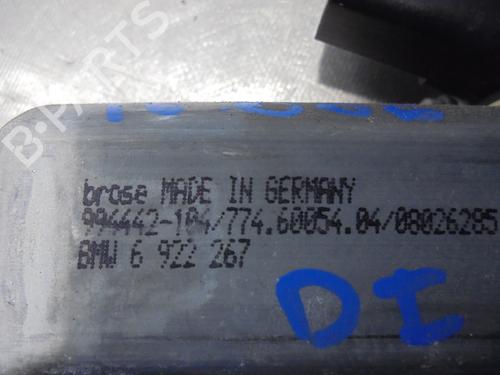 B-PARTS
brose MADE IN GERMANY
994442-104/774.60054.04/08026285
BMW 6 922 267
DI